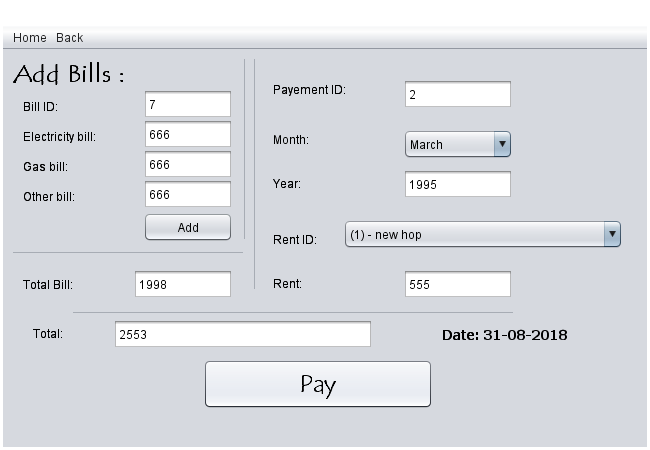 Home Back
Add Bills :
Bill ID: 7
Electricity bill: 666
Gas bill: 666
Other bill: 666
Add
Total Bill: 1998
Payement ID: 2
Month: March
Year: 1995
Rent ID: (1) - new hop
Rent: 555
Total: 2553
Date: 31-08-2018
Pay